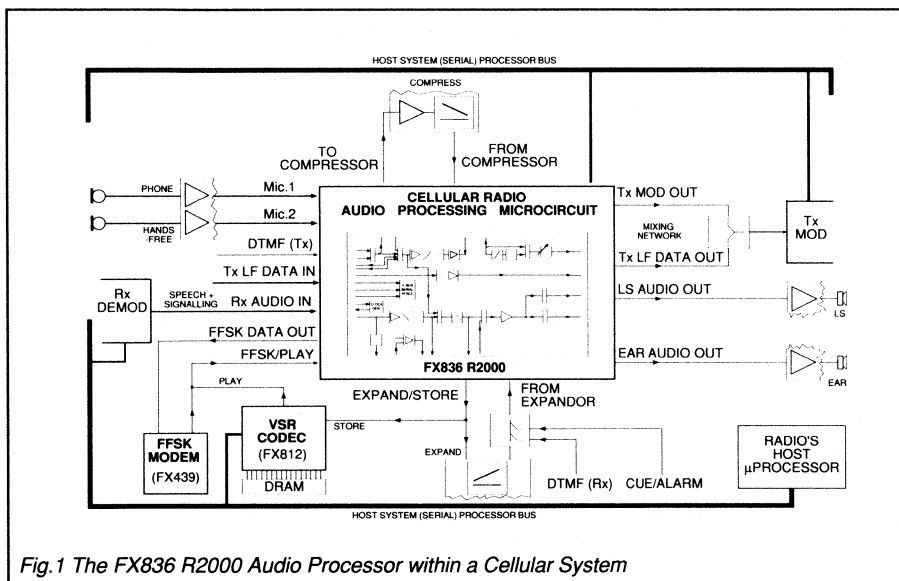 HOST SYSTEM (SERIAL) PROCESSOR BUS
COMPRESS
TO
COMPRESSOR
FROM
COMPRESSOR
PHONE
Mic.1
HANDS
-FREE
Mic.2
DTMF (Tx)
Tx LF DATA IN
Rx
DEMOD
SPEECH +
SIGNALLING
Rx AUDIO IN
FFSK DATA OUT
FFSK/PLAY
PLAY
CELLULAR RADIO
AUDIO PROCESSING MICROCIRCUIT
FX836 R2000
Tx MOD OUT
MIXING
NETWORK
Tx
MOD
Tx LF DATA OUT
LS AUDIO OUT
LS
EAR AUDIO OUT
EAR
EXPAND/STORE
FROM
EXPANDOR
FFSK
MODEM
(FX439)
VSR
CODEC
(FX812)
STORE
DRAM
EXPAND
DTMF (Rx)
CUE/ALARM
RADIO'S
HOST
µPROCESSOR
HOST SYSTEM (SERIAL) PROCESSOR BUS
Fig.1 The FX836 R2000 Audio Processor within a Cellular System